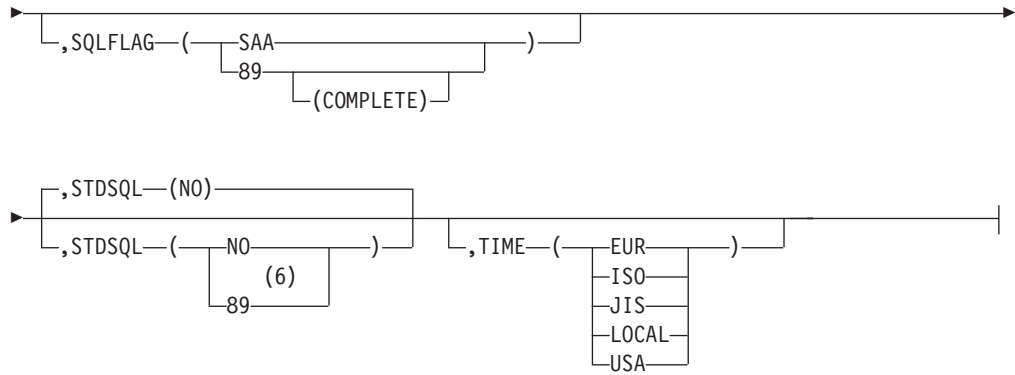 ,SQLFLAG ( SAA )
89
(COMPLETE)
,STDSQL (NO)
,STDSQL ( NO ) ,TIME ( EUR )
(6) ISO
89 JIS
LOCAL
USA